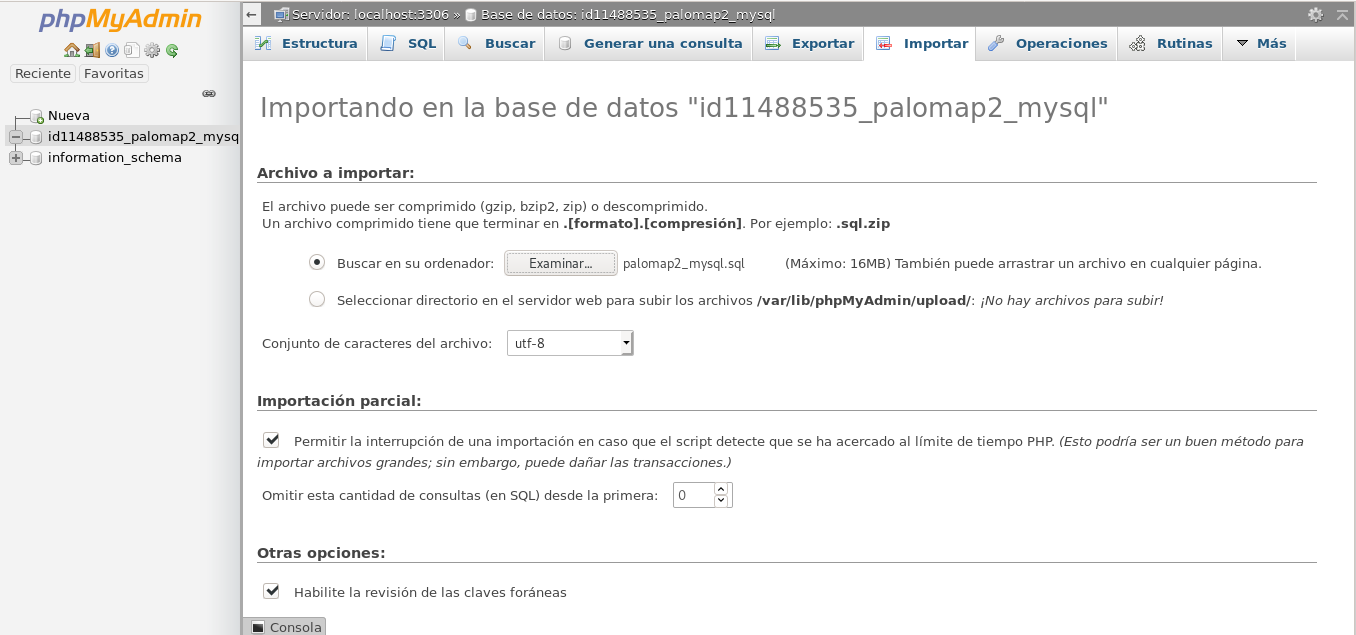 phpMyAdmin
Reciente Favoritas
Nueva
id11488535_palomap2_mysq
information_schema
Servidor: localhost:3306 » Base de datos: id11488535_palomap2_mysql
Estructura SQL Buscar Generar una consulta Exportar Importar Operaciones Rutinas Más
Importando en la base de datos "id11488535_palomap2_mysql"
Archivo a importar:
El archivo puede ser comprimido (gzip, bzip2, zip) o descomprimido.
Un archivo comprimido tiene que terminar en .[formato].[compresión]. Por ejemplo: .sql.zip
Buscar en su ordenador: Examinar... palomap2_mysql.sql (Máximo: 16MB) También puede arrastrar un archivo en cualquier página.
Seleccionar directorio en el servidor web para subir los archivos /var/lib/phpMyAdmin/upload/: ¡No hay archivos para subir!
Conjunto de caracteres del archivo: utf-8
Importación parcial:
Permitir la interrupción de una importación en caso que el script detecte que se ha acercado al límite de tiempo PHP. (Esto podría ser un buen método para
importar archivos grandes; sin embargo, puede dañar las transacciones.)
Omitir esta cantidad de consultas (en SQL) desde la primera: 0
Otras opciones:
Habilite la revisión de las claves foráneas
Consola